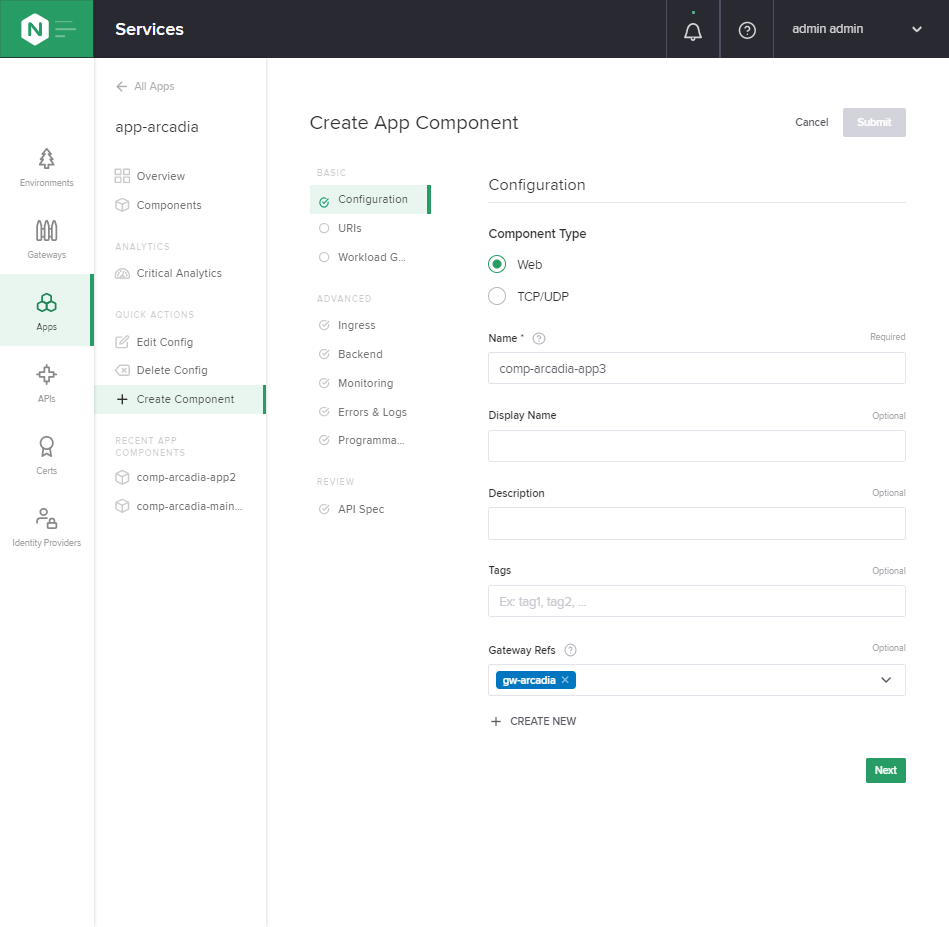 N
Services
admin admin
Environments
Gateways
Apps
APIs
Certs
Identity Providers
All Apps
app-arcadia
Overview
Components
ANALYTICS
Critical Analytics
QUICK ACTIONS
Edit Config
Delete Config
Create Component
RECENT APP
COMPONENTS
comp-arcadia-app2
comp-arcadia-main...
Create App Component
Cancel
Submit
BASIC
Configuration
URIs
Workload G...
ADVANCED
Ingress
Backend
Monitoring
Errors & Logs
Programma...
REVIEW
API Spec
Configuration
Component Type
Web
TCP/UDP
Name * ? Required
comp-arcadia-app3
Display Name Optional
Description Optional
Tags Optional
Ex: tag1, tag2, ...
Gateway Refs ? Optional
gw-arcadia ×
+ CREATE NEW
Next